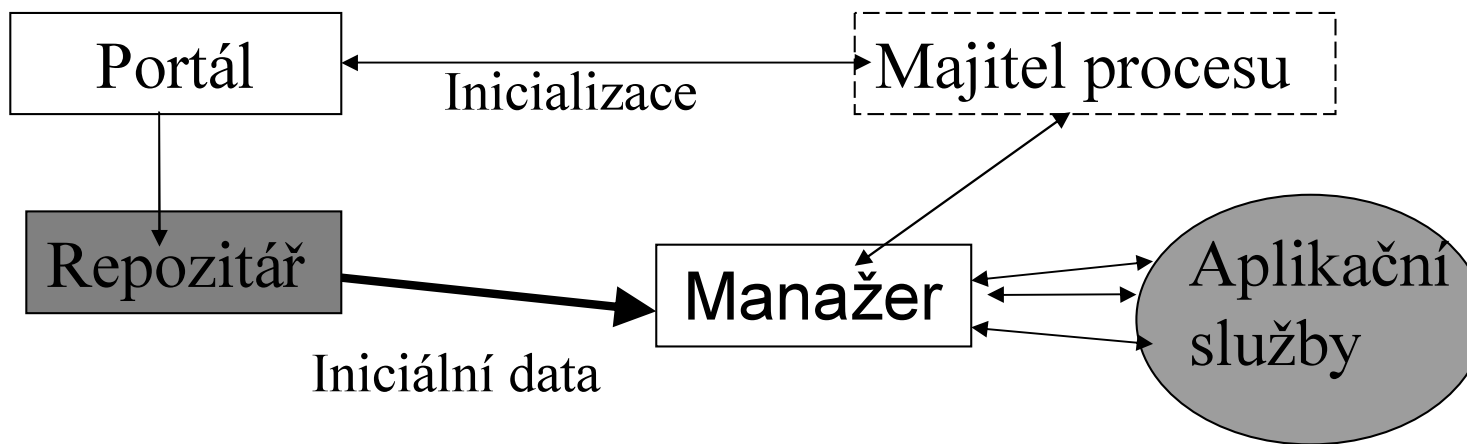 Portál
Majitel procesu
Inicializace
Repozitář
Manažer
Aplikační
služby
Iniciální data